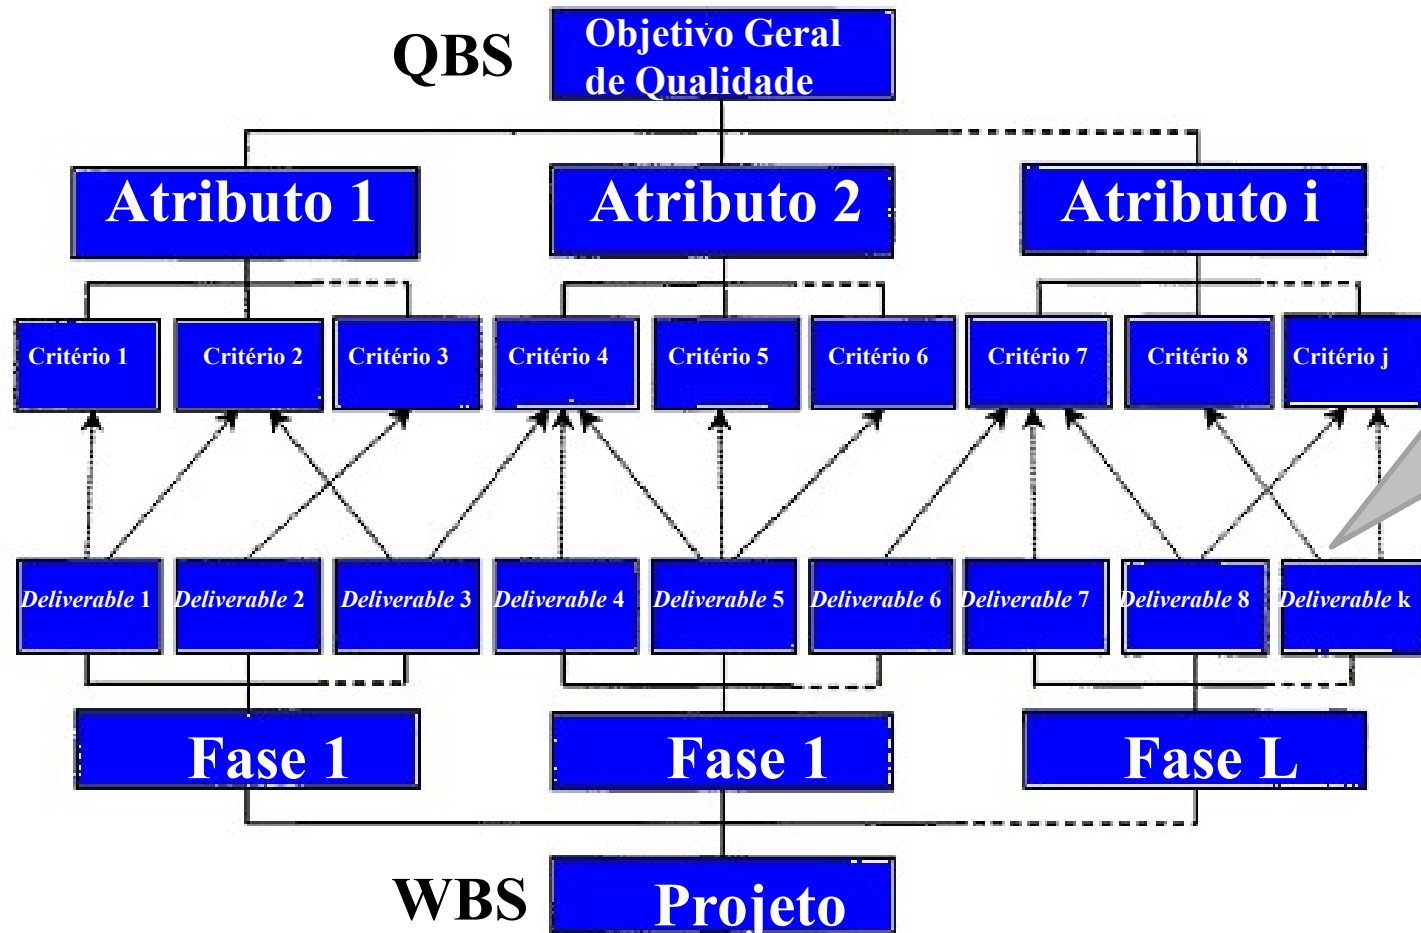 QBS
Objetivo Geral
de Qualidade
Atributo 1
Atributo 2
Atributo i
Critério 1
Critério 2
Critério 3
Critério 4
Critério 5
Critério 6
Critério 7
Critério 8
Critério j
Deliverable 1
Deliverable 2
Deliverable 3
Deliverable 4
Deliverable 5
Deliverable 6
Deliverable 7
Deliverable 8
Deliverable k
Fase 1
Fase 1
Fase L
WBS
Projeto